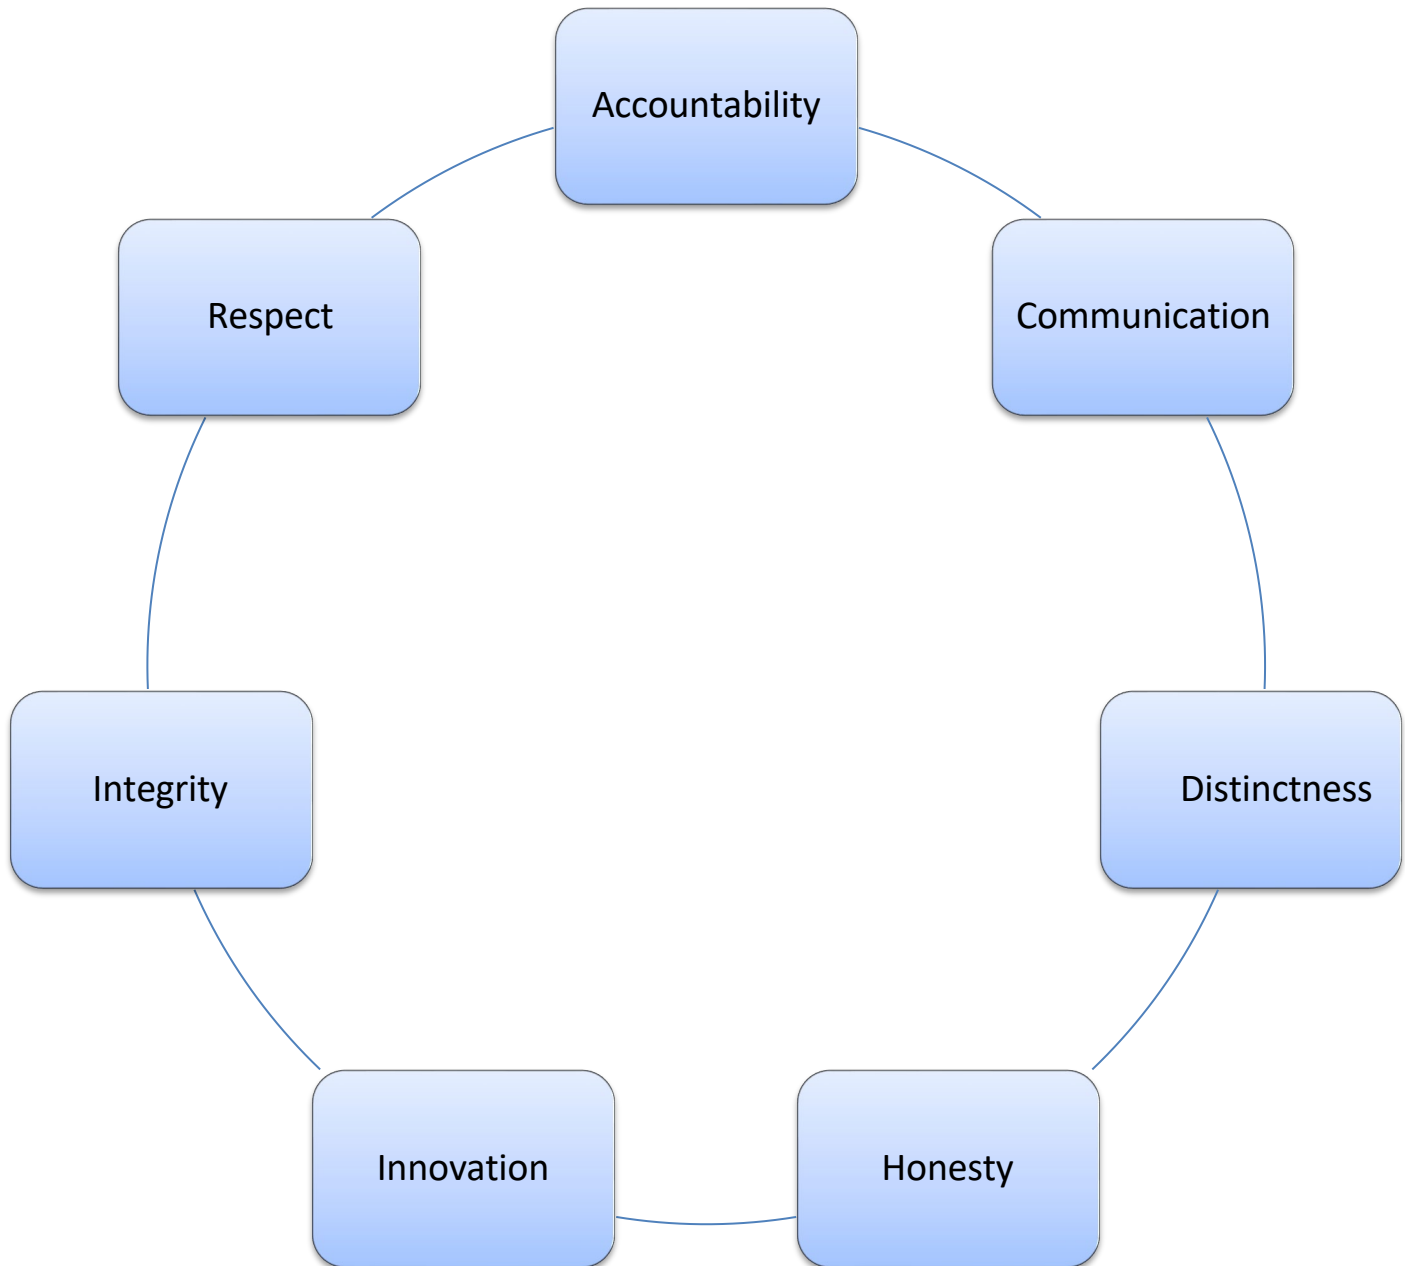 Accountability
Communication
Distinctness
Honesty
Innovation
Integrity
Respect